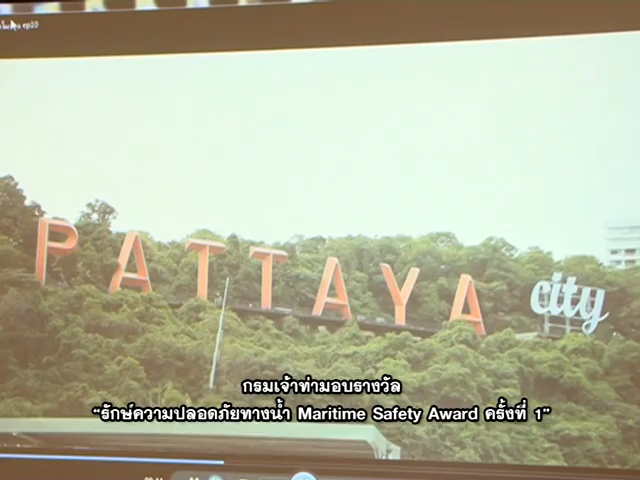 ep10
PATTAYA city
กรมเจ้าท่ามอบรางวัล
“รักษ์ความปลอดภัยทางน้ำ Maritime Safety Award ครั้งที่ 1”